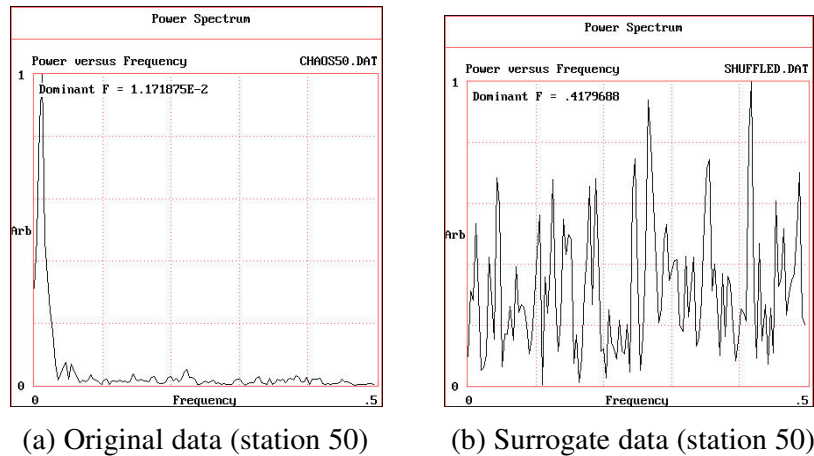 Power Spectrum
Power versus Frequency CHAOS50.DAT
1
Dominant F = 1.171875E-2
Arb
0
0 Frequency .5
(a) Original data (station 50)
Power Spectrum
Power versus Frequency SHUFFLED.DAT
1
Dominant F = .4179688
Arb
0
0 Frequency .5
(b) Surrogate data (station 50)